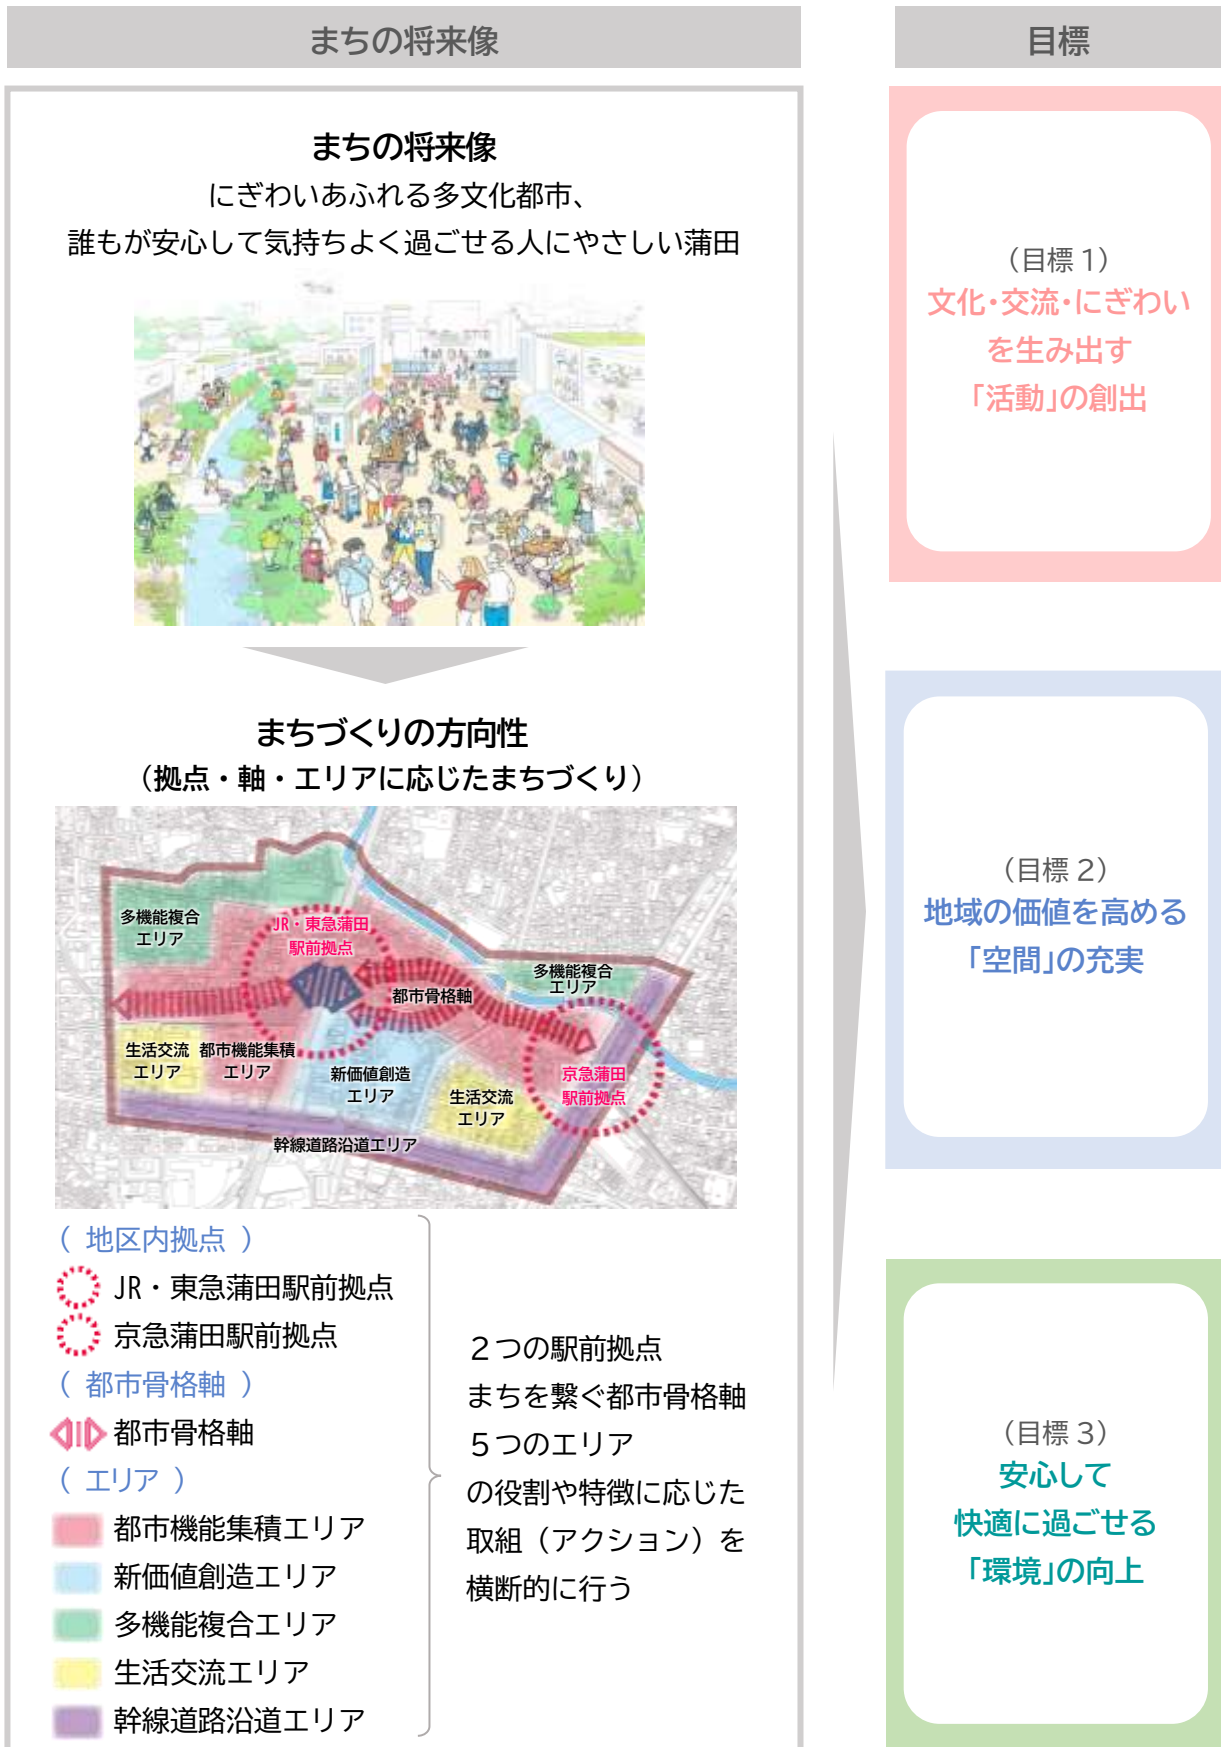 まちの将来像
目標
まちの将来像
にぎわいあふれる多文化都市、
誰もが安心して気持ちよく過ごせる人にやさしい蒲田
まちづくりの方向性
（拠点・軸・エリアに応じたまちづくり）
多機能複合
エリア
JR・東急蒲田
駅前拠点
多機能複合
エリア
都市骨格軸
生活交流
エリア
都市機能集積
エリア
新価値創造
エリア
生活交流
エリア
京急蒲田
駅前拠点
幹線道路沿道エリア
（ 地区内拠点 ）
JR・東急蒲田駅前拠点
京急蒲田駅前拠点
（ 都市骨格軸 ）
都市骨格軸
（ エリア ）
都市機能集積エリア
新価値創造エリア
多機能複合エリア
生活交流エリア
幹線道路沿道エリア
２つの駅前拠点
まちを繋ぐ都市骨格軸
５つのエリア
の役割や特徴に応じた
取組（アクション）を
横断的に行う
（目標１）
文化・交流・にぎわい
を生み出す
「活動」の創出
（目標２）
地域の価値を高める
「空間」の充実
（目標３）
安心して
快適に過ごせる
「環境」の向上